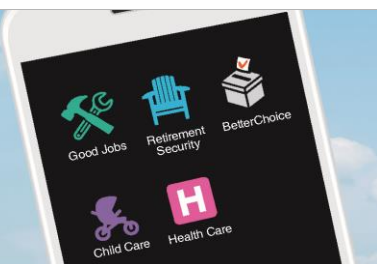 Good Jobs
Retirement
Security
BetterChoice
Child Care
H
Health Care